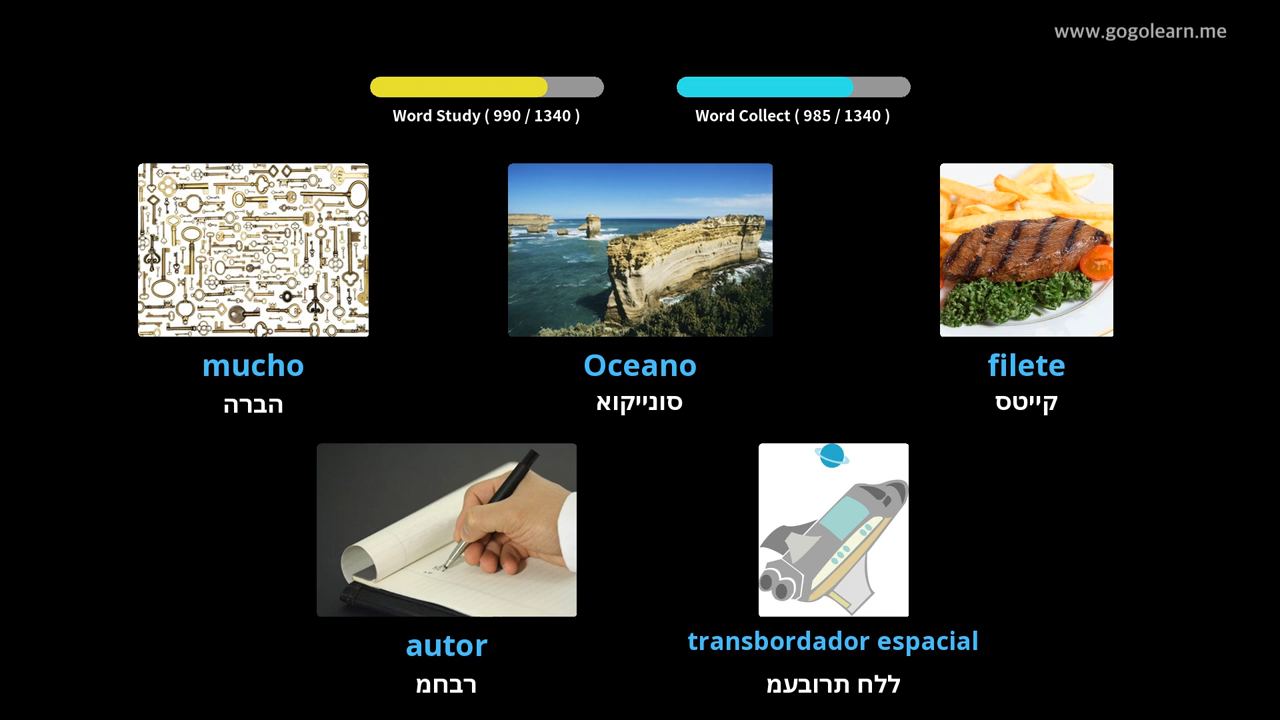 www.gogolearn.me
Word Study ( 990 / 1340 )
Word Collect ( 985 / 1340 )
mucho
הברה
Oceano
סונייקוא
filete
קייטס
autor
רבחמ
transbordador espacial
ללח תרובעמ